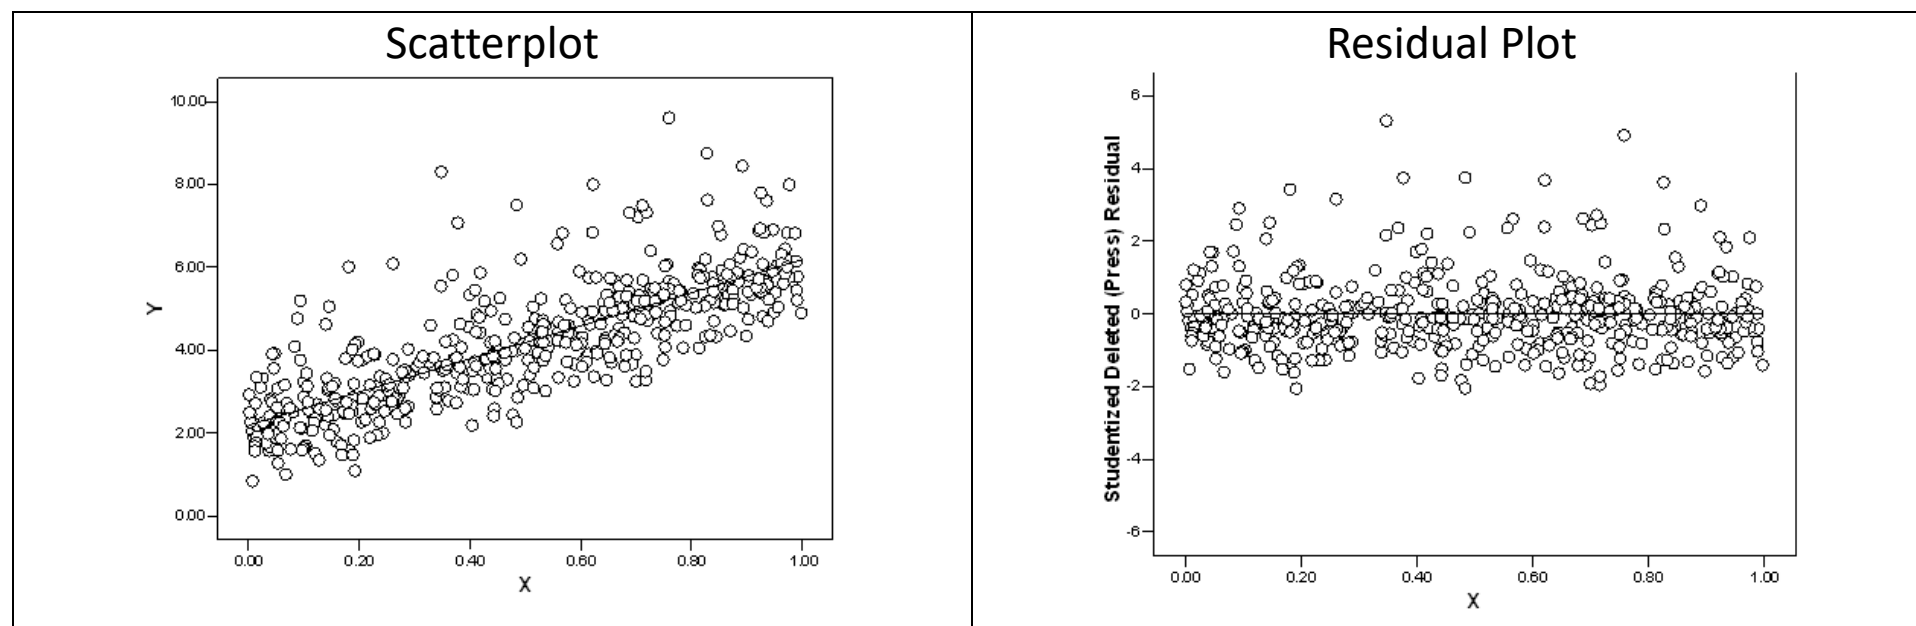 Scatterplot
10.00
8.00
6.00
4.00
2.00
0.00
Y
0.00 0.20 0.40 0.60 0.80 1.00
X
Residual Plot
6
4
2
0
-2
-4
-6
Studentized Deleted (Press) Residual
0.00 0.20 0.40 0.60 0.80 1.00
X